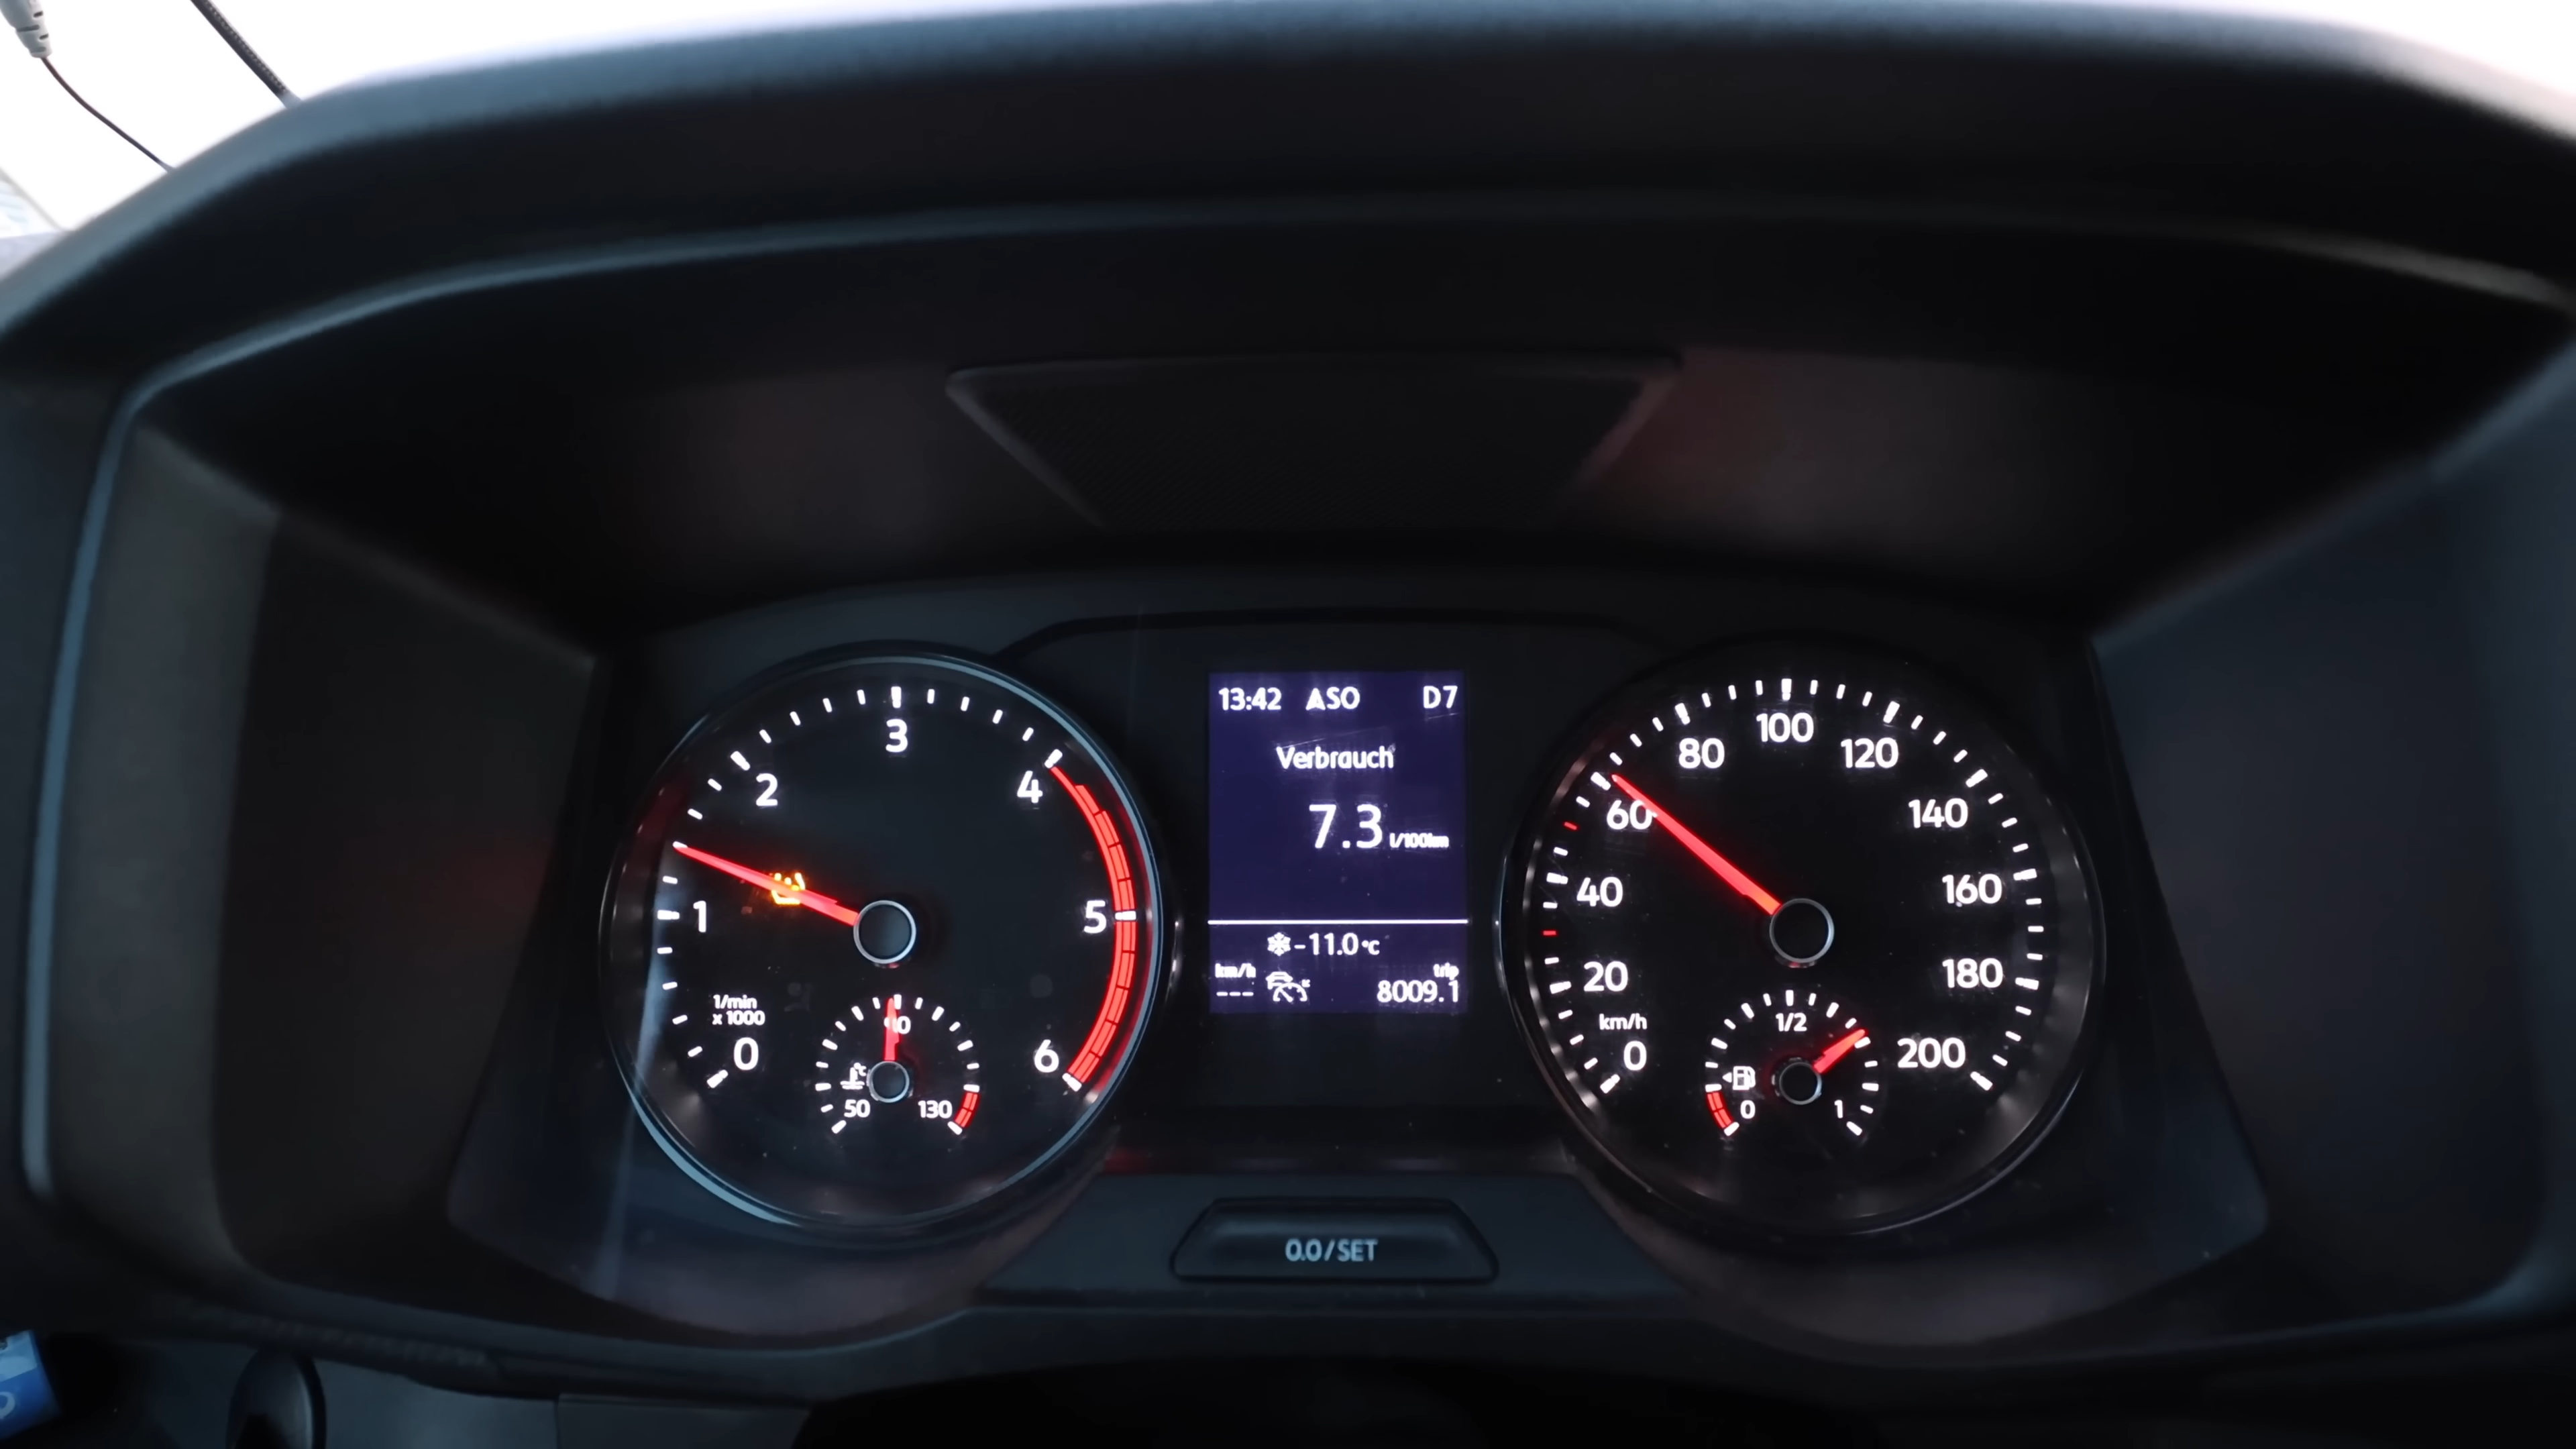 1
2
3
4
5
6
0
1/min
x 1000
50
90
130
°C
13:42 ASO D7
Verbrauch
7.3 l/100km
-11.0°C
km/h trip
--- 8009.1
0
20
40
60
80
100
120
140
160
180
200
km/h
1/2
0
1
0.0/SET